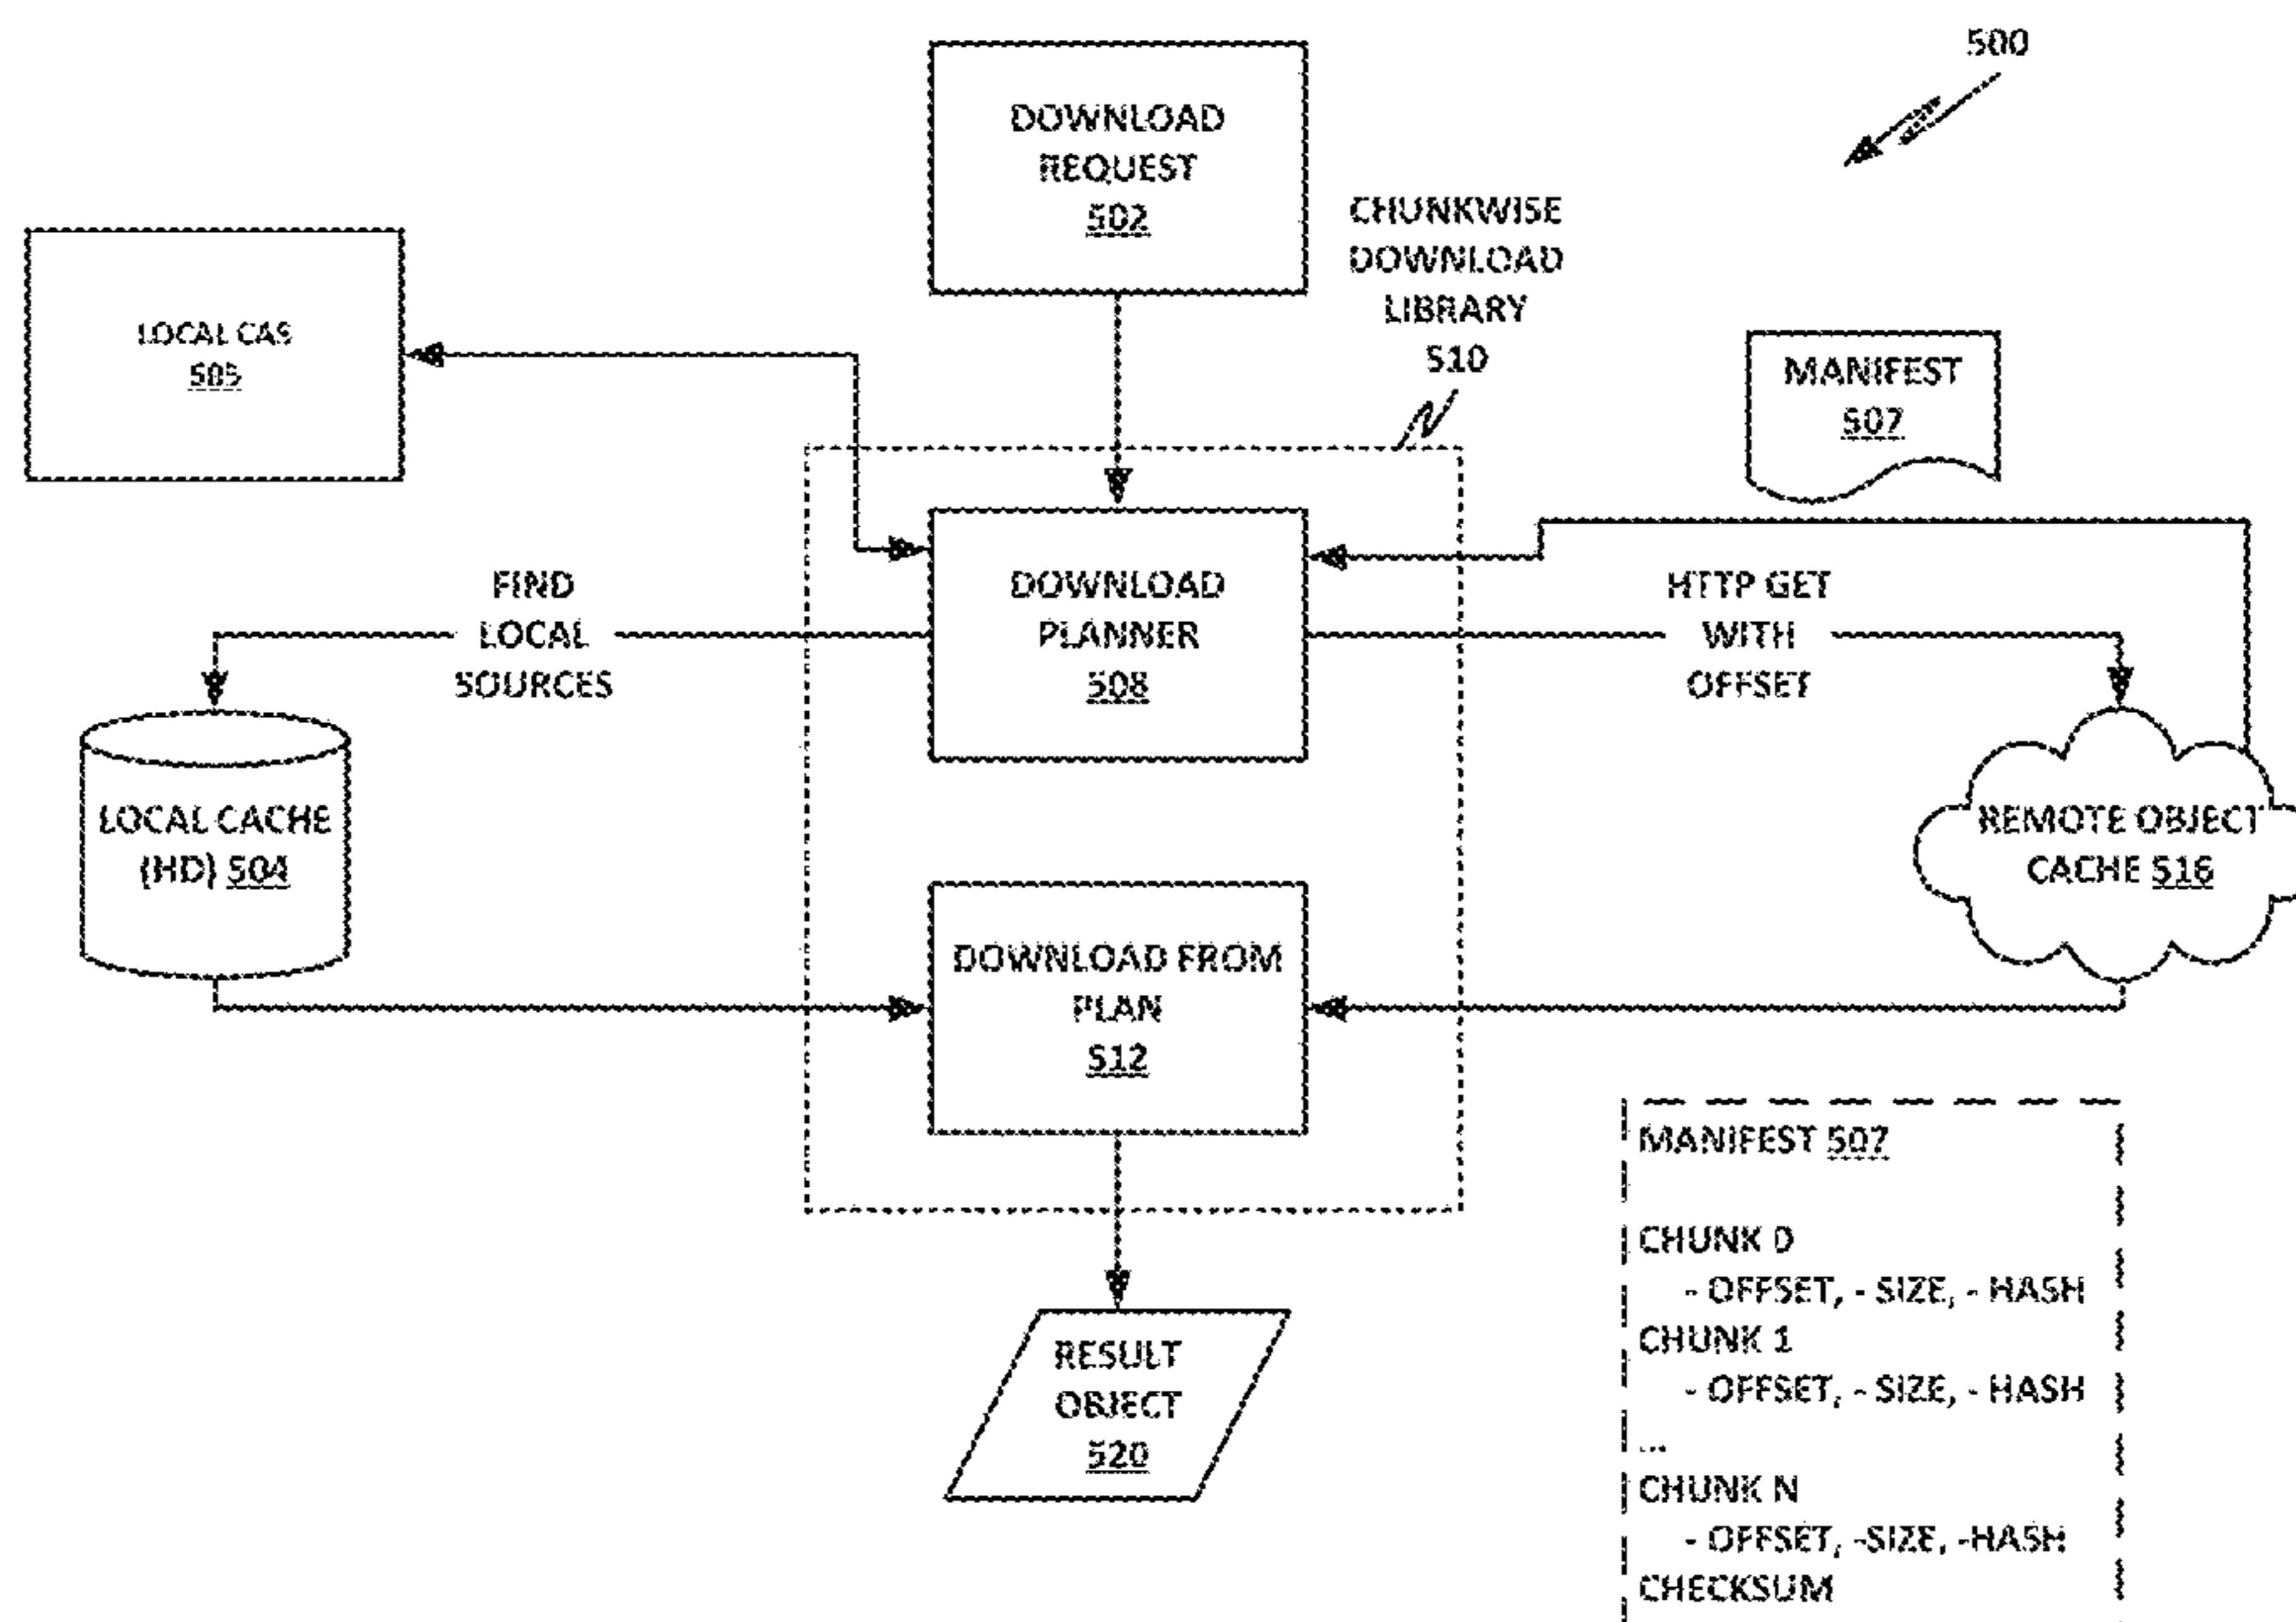 500
DOWNLOAD
REQUEST
502
CHUNKWISE
DOWNLOAD
LIBRARY
510
LOCAL CAS
505
MANIFEST
507
FIND
LOCAL
SOURCES
DOWNLOAD
PLANNER
508
HTTP GET
WITH
OFFSET
LOCAL CACHE
(HD) 504
REMOTE OBJECT
CACHE 516
DOWNLOAD FROM
PLAN
512
RESULT
OBJECT
520
MANIFEST 507
CHUNK 0
- OFFSET, - SIZE, - HASH
CHUNK 1
- OFFSET, - SIZE, - HASH
...
CHUNK N
- OFFSET, -SIZE, -HASH
CHECKSUM